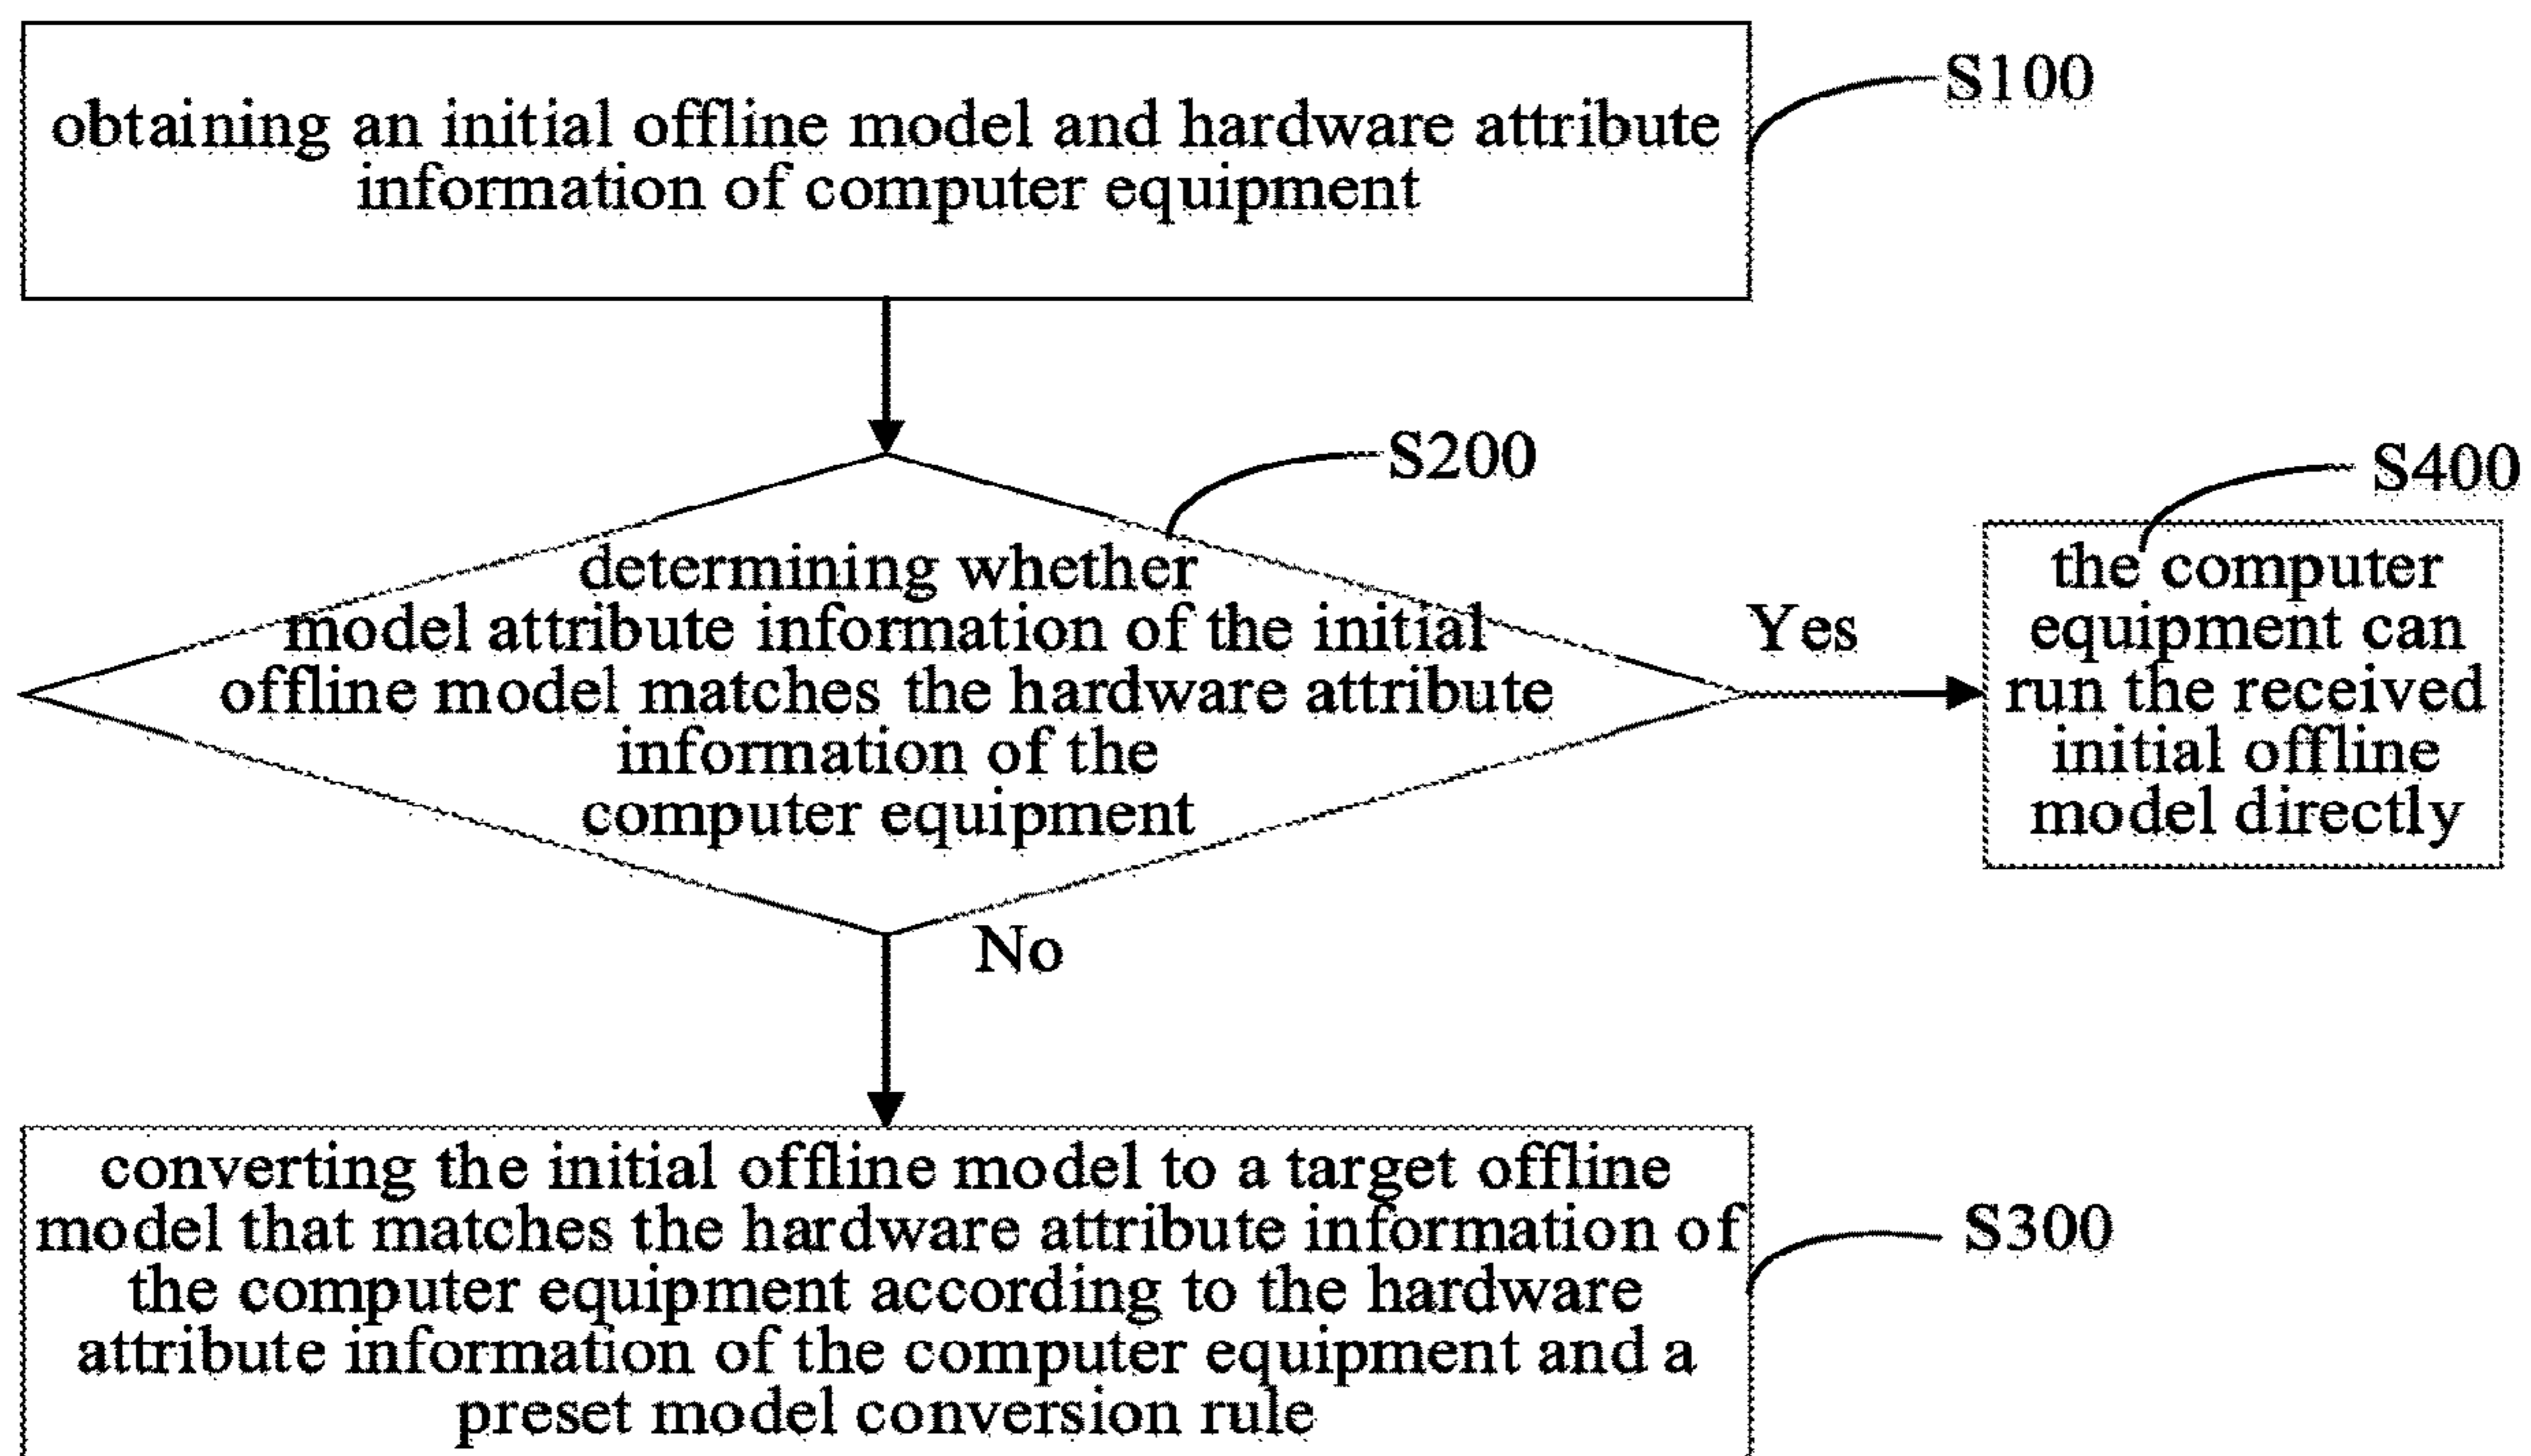 obtaining an initial offline model and hardware attribute
information of computer equipment
S100
S200
determining whether
model attribute information of the initial
offline model matches the hardware attribute
information of the
computer equipment
Yes
S400
the computer
equipment can
run the received
initial offline
model directly
No
converting the initial offline model to a target offline
model that matches the hardware attribute information of
the computer equipment according to the hardware
attribute information of the computer equipment and a
preset model conversion rule
S300